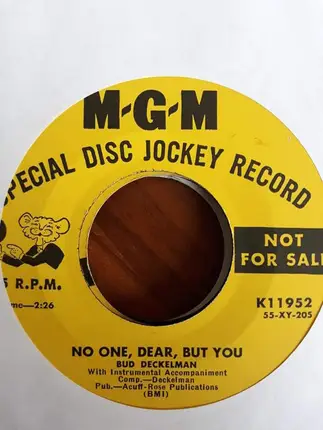 M-G-M
SPECIAL DISC JOCKEY RECORD
NOT
FOR SALE
5 R.P.M.
K11952
55-XY-205
2:26
NO ONE, DEAR, BUT YOU
BUD DECKELMAN
With Instrumental Accompaniment
Comp.—Deckelman
Pub.—Acuff-Rose Publications
(BMI)